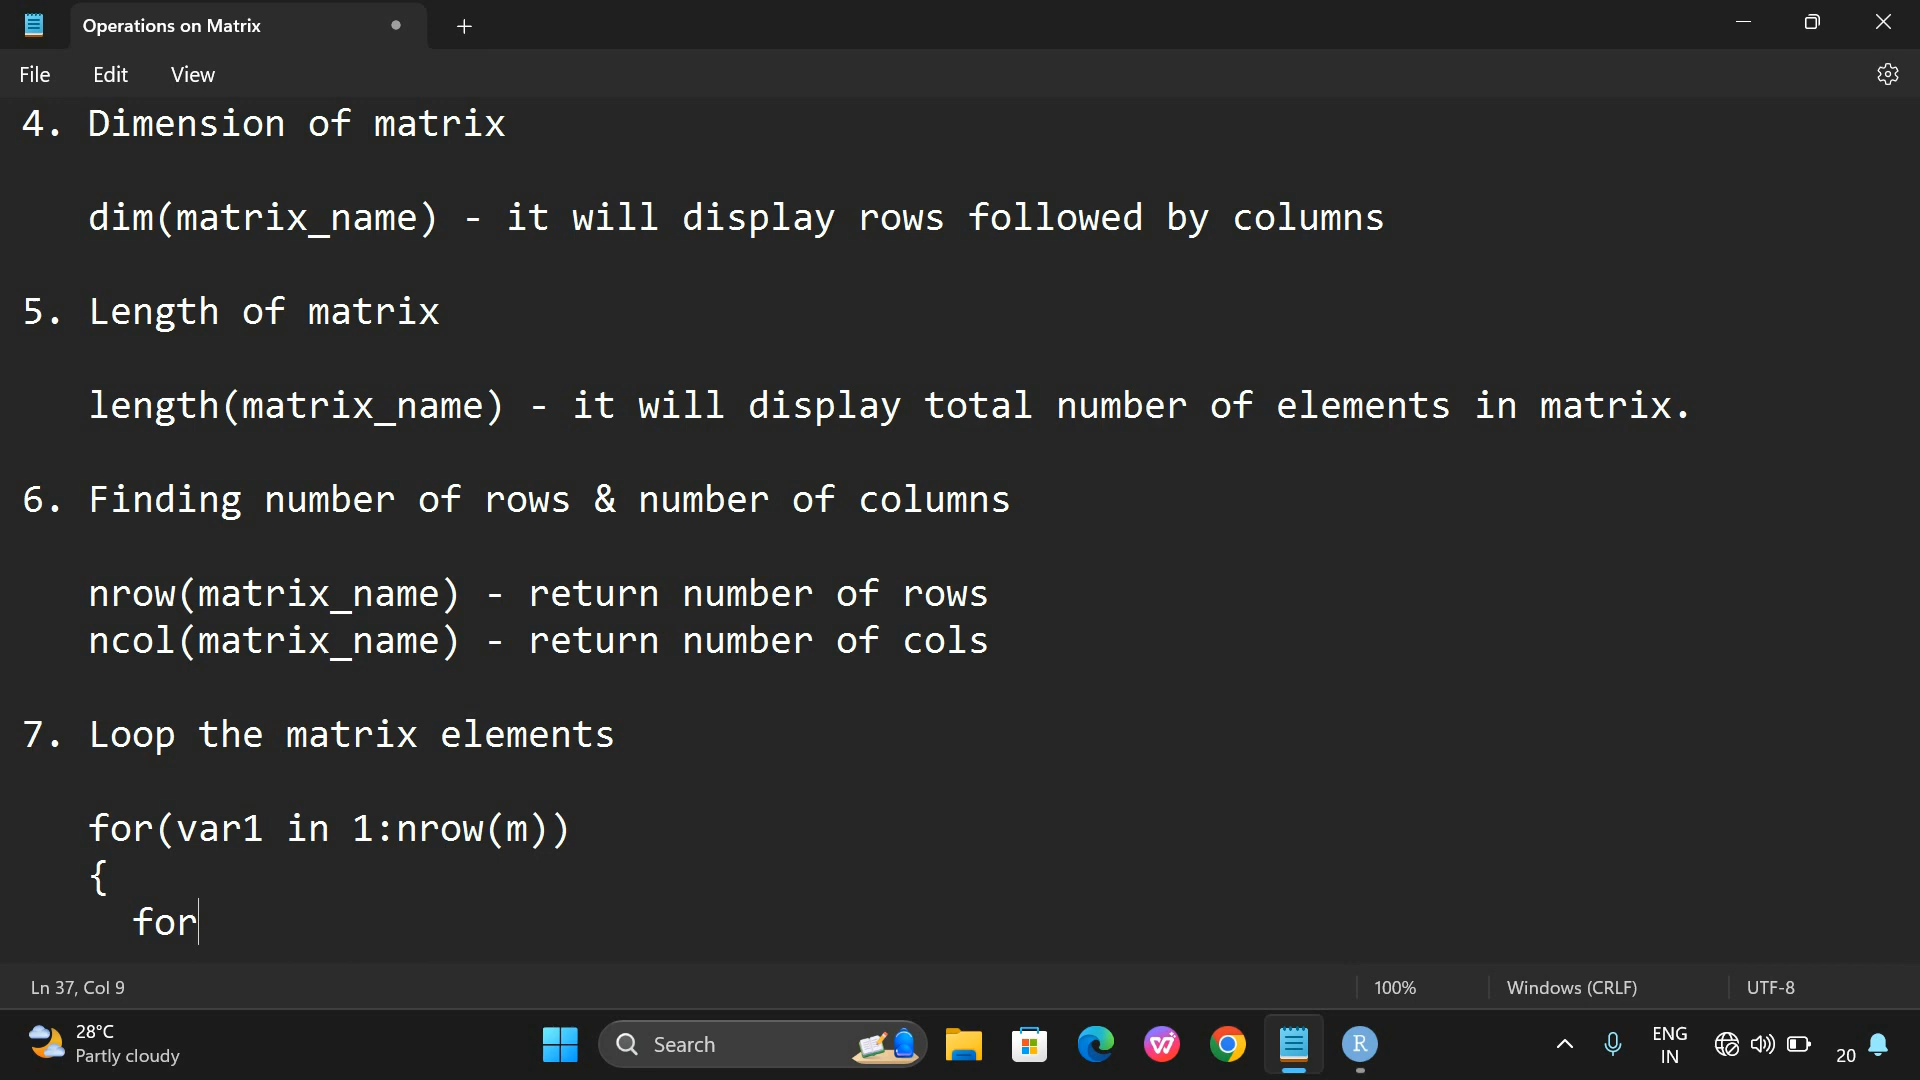 Operations on Matrix
File Edit View
4. Dimension of matrix
dim(matrix_name) - it will display rows followed by columns
5. Length of matrix
length(matrix_name) - it will display total number of elements in matrix.
6. Finding number of rows & number of columns
nrow(matrix_name) - return number of rows
ncol(matrix_name) - return number of cols
7. Loop the matrix elements
for(var1 in 1:nrow(m))
{
for
Ln 37, Col 9 100% Windows (CRLF) UTF-8
28°C
Partly cloudy
Search
R
ENG
IN
20